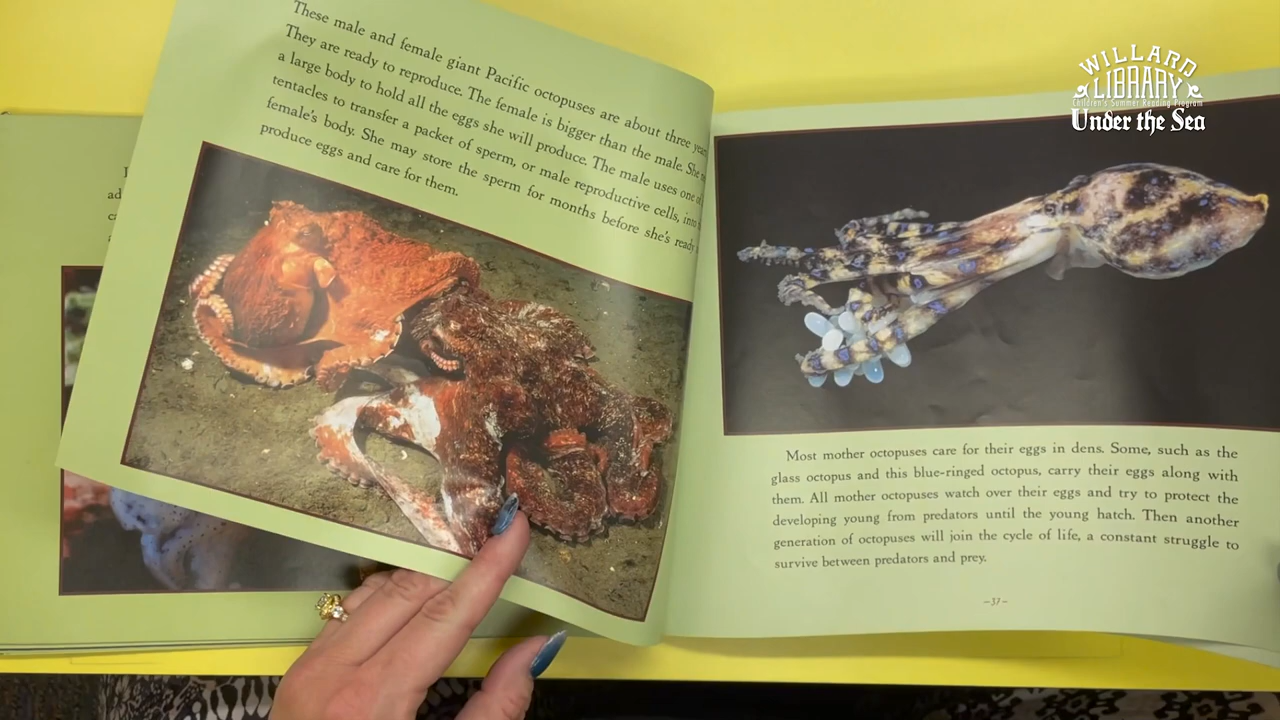 These male and female giant Pacific octopuses are about three
They are ready to reproduce. The female is bigger than the male. She
a large body to hold all the eggs she will produce. The male uses one of
tentacles to transfer a packet of sperm, or male reproductive cells, into
female's body. She may store the sperm for months before she's ready
produce eggs and care for them.
WILLARD
LIBRARY
Children's Summer Reading Program
Under the Sea
Most mother octopuses care for their eggs in dens. Some, such as the
glass octopus and this blue-ringed octopus, carry their eggs along with
them. All mother octopuses watch over their eggs and try to protect the
developing young from predators until the young hatch. Then another
generation of octopuses will join the cycle of life, a constant struggle to
survive between predators and prey.
–37–